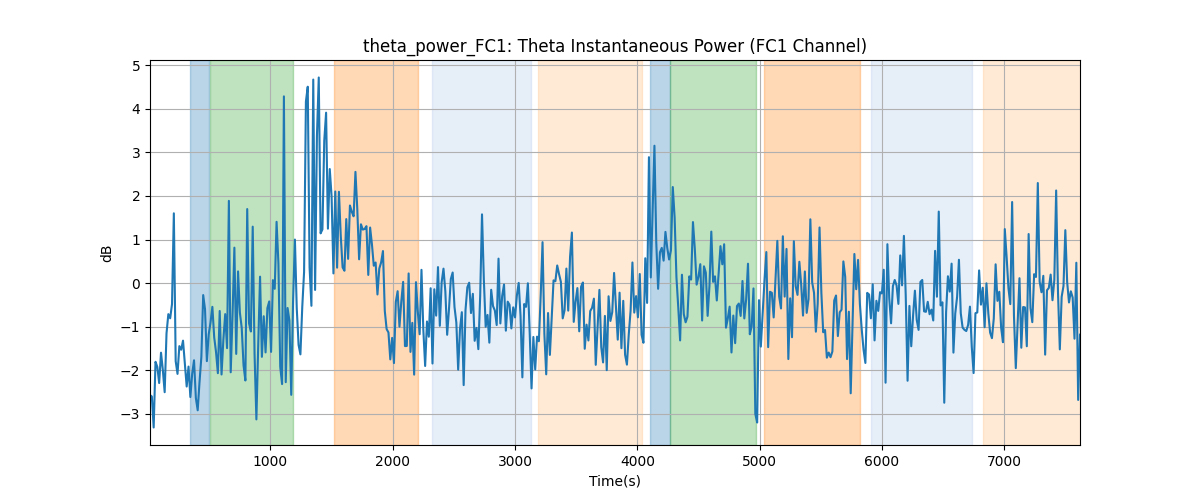 theta_power_FC1: Theta Instantaneous Power (FC1 Channel)
5
4
3
2
1
0
−1
−2
−3
dB
1000 2000 3000 4000 5000 6000 7000
Time(s)